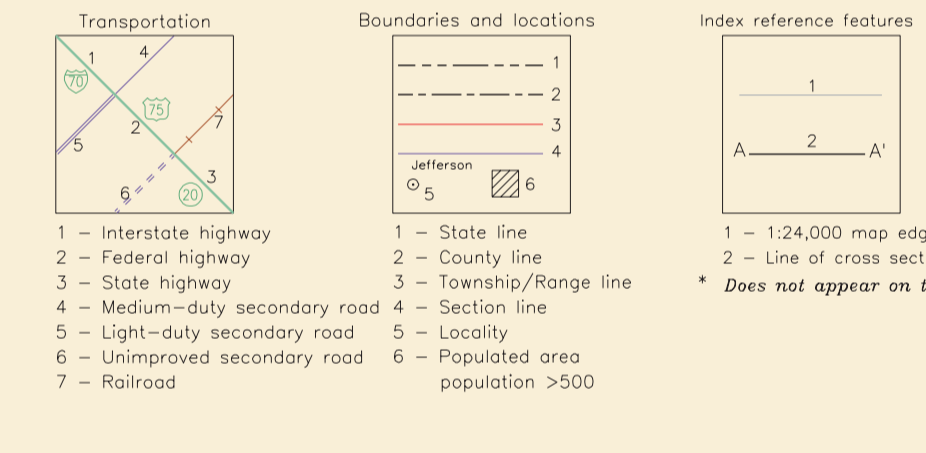 Transportation
1
4
70
75
2
7
5
3
6
20
1 – Interstate highway
2 – Federal highway
3 – State highway
4 – Medium–duty secondary road
5 – Light–duty secondary road
6 – Unimproved secondary road
7 – Railroad
Boundaries and locations
1
2
3
4
Jefferson
5
6
1 – State line
2 – County line
3 – Township/Range line
4 – Section line
5 – Locality
6 – Populated area
population >500
Index reference features
1
A 2 A'
1 – 1:24,000 map edg
2 – Line of cross sect
* Does not appear on t